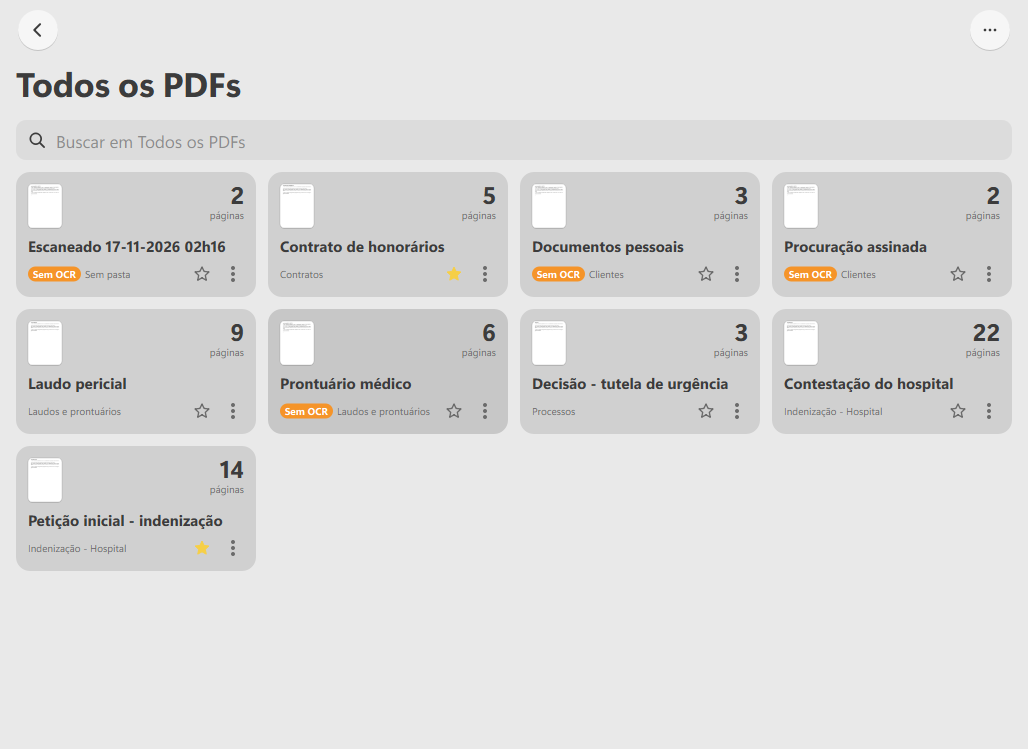 Todos os PDFs
Buscar em Todos os PDFs
2
páginas
Escaneado 17-11-2026 02h16
Sem OCR Sem pasta
5
páginas
Contrato de honorários
Contratos
3
páginas
Documentos pessoais
Sem OCR Clientes
2
páginas
Procuração assinada
Sem OCR Clientes
9
páginas
Laudo pericial
Laudos e prontuários
6
páginas
Prontuário médico
Sem OCR Laudos e prontuários
3
páginas
Decisão - tutela de urgência
Processos
22
páginas
Contestação do hospital
Indenização - Hospital
14
páginas
Petição inicial - indenização
Indenização - Hospital